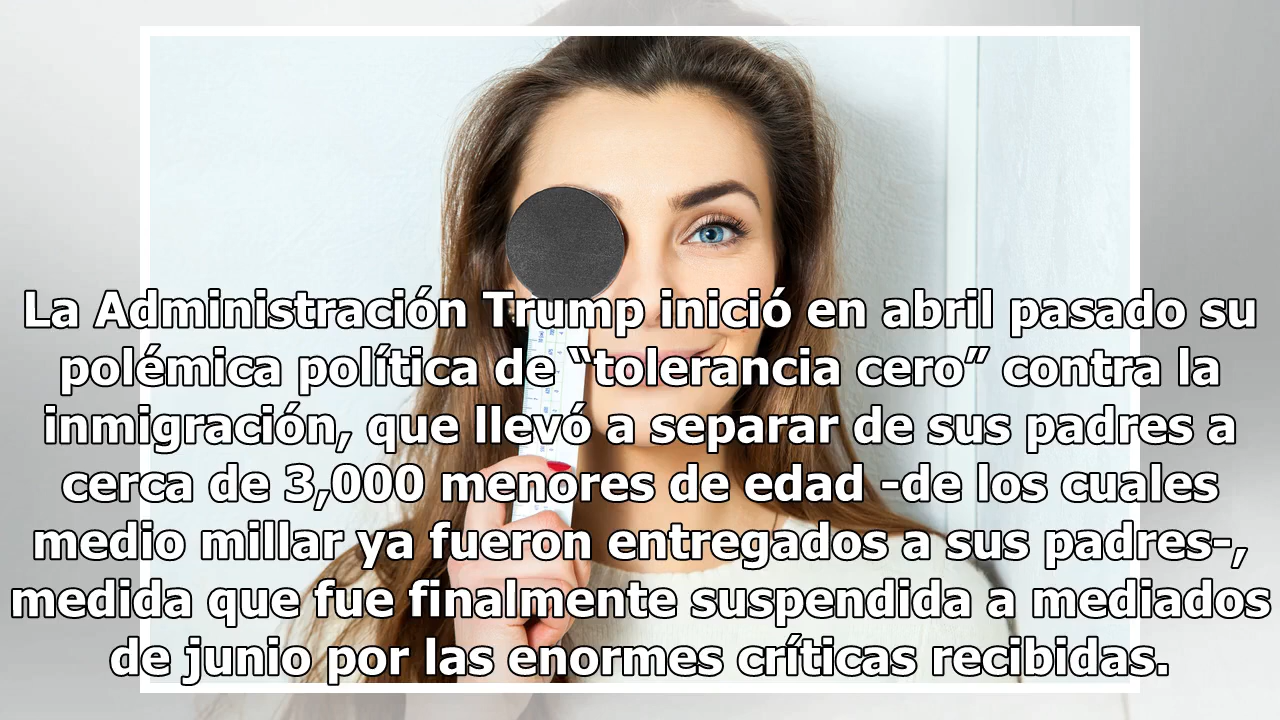 La Administración Trump inició en abril pasado su
polémica política de “tolerancia cero” contra la
inmigración, que llevó a separar de sus padres a
cerca de 3,000 menores de edad -de los cuales
medio millar ya fueron entregados a sus padres-,
medida que fue finalmente suspendida a mediados
de junio por las enormes críticas recibidas.